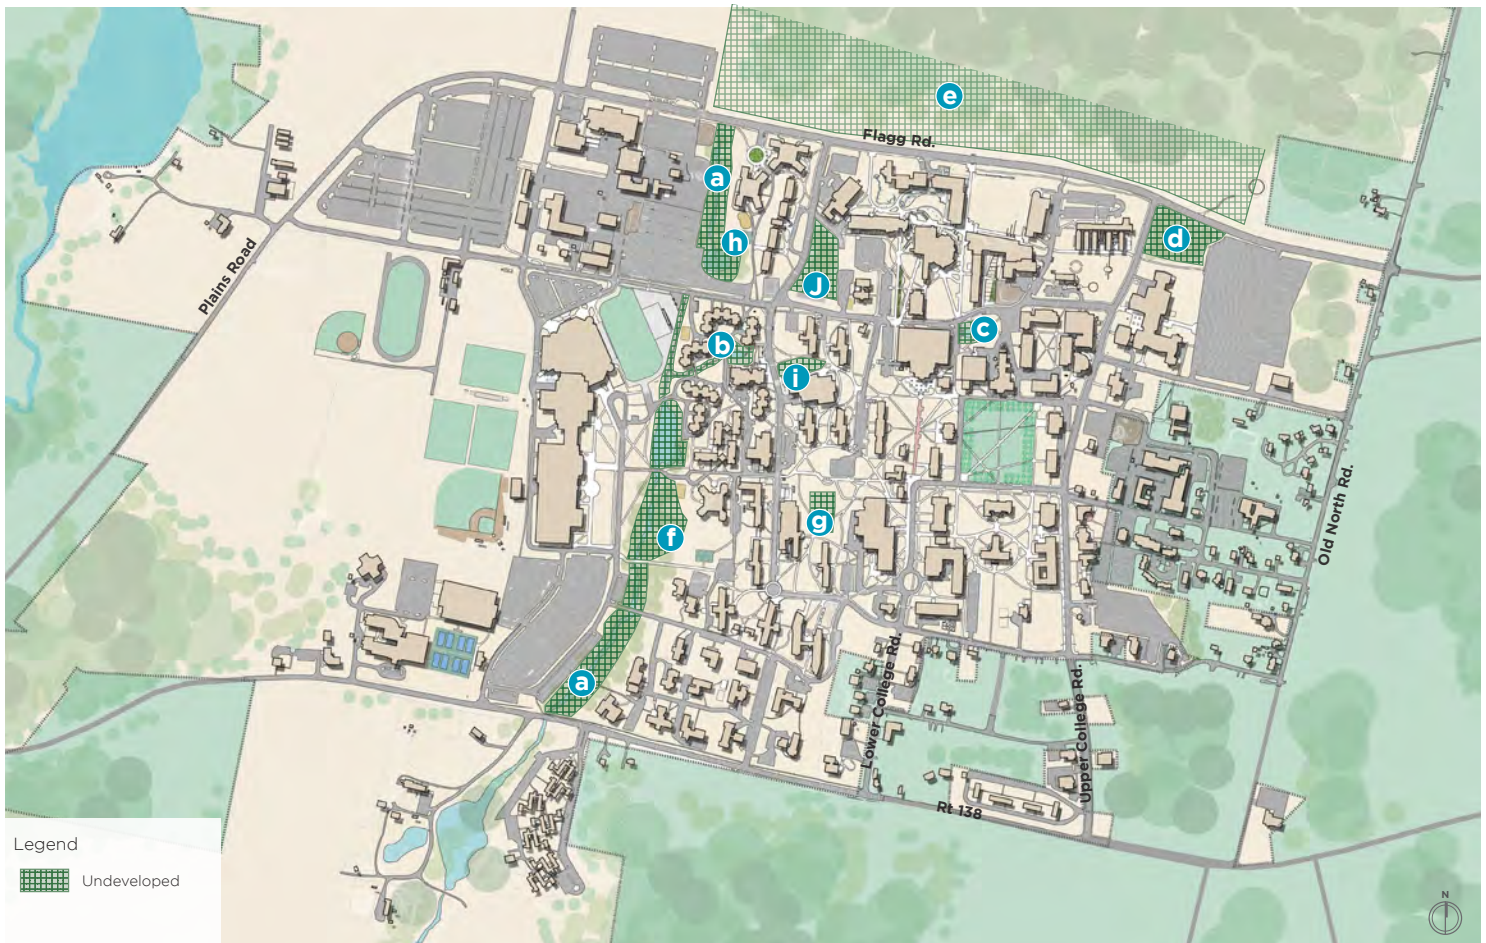 e
Flagg Rd.
a
h
d
J
Plains Road
c
b
i
g
f
Old North Rd.
a
Lower College Rd.
Upper College Rd.
Rt 138
Legend
Undeveloped
N